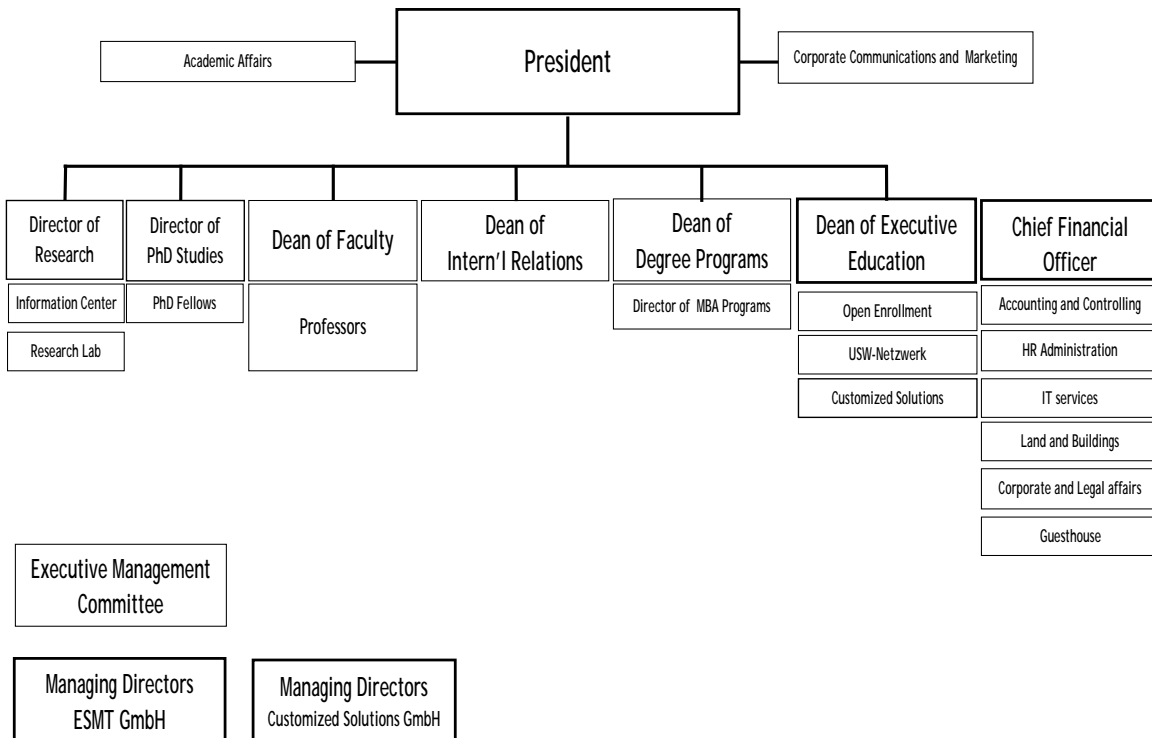 Academic Affairs
President
Corporate Communications and Marketing
Director of
Research
Director of
PhD Studies
Dean of Faculty
Dean of
Intern'l Relations
Dean of
Degree Programs
Dean of Executive
Education
Chief Financial
Officer
Information Center
Research Lab
PhD Fellows
Professors
Director of MBA Programs
Open Enrollment
USW-Netzwerk
Customized Solutions
Accounting and Controlling
HR Administration
IT services
Land and Buildings
Corporate and Legal affairs
Guesthouse
Executive Management
Committee
Managing Directors
ESMT GmbH
Managing Directors
Customized Solutions GmbH